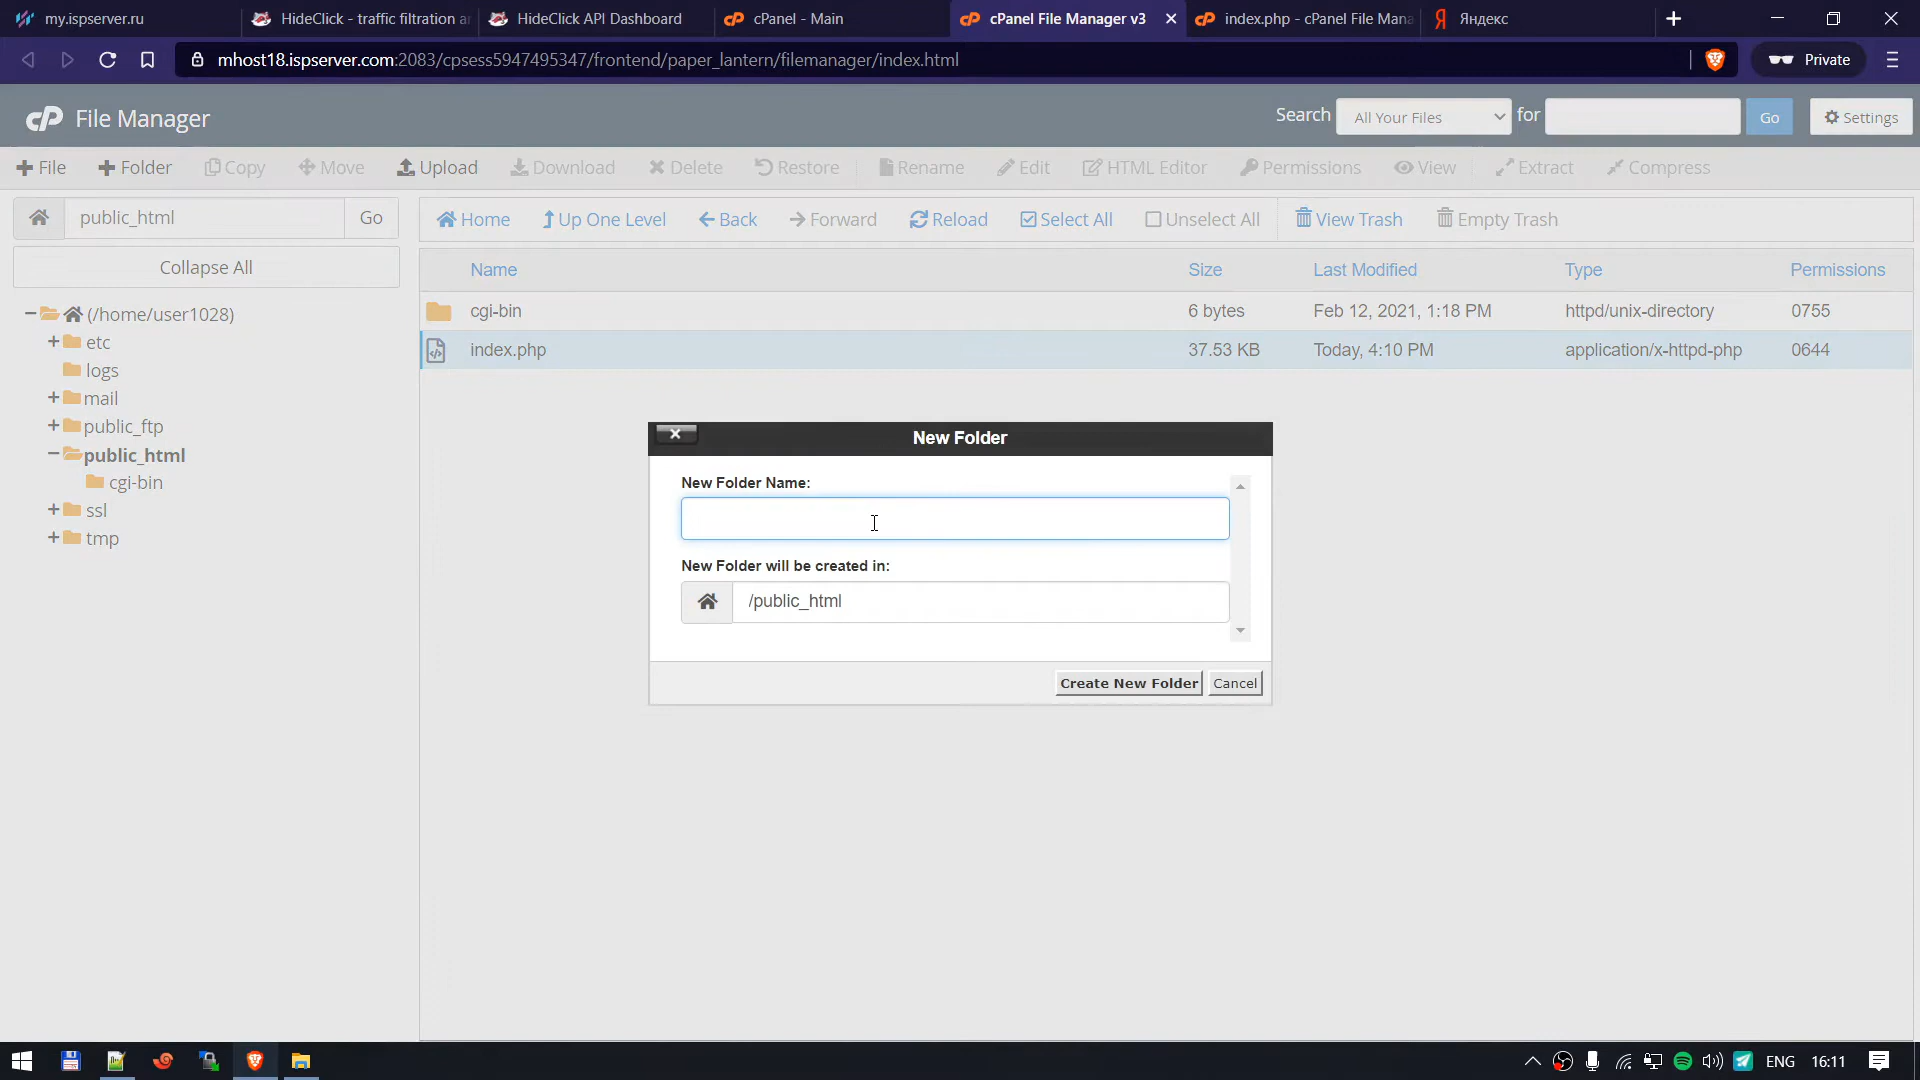 my.ispserver.ru
HideClick - traffic filtration ar
HideClick API Dashboard
cPanel - Main
cPanel File Manager v3
index.php - cPanel File Mana
Яндекс
mhost18.ispserver.com:2083/cpsess5947495347/frontend/paper_lantern/filemanager/index.html
Private
cP File Manager
Search All Your Files for Go Settings
File Folder Copy Move Upload Download Delete Restore Rename Edit HTML Editor Permissions View Extract Compress
public_html Go
Home Up One Level Back Forward Reload Select All Unselect All View Trash Empty Trash
Collapse All
Name Size Last Modified Type Permissions
cgi-bin 6 bytes Feb 12, 2021, 1:18 PM httpd/unix-directory 0755
index.php 37.53 KB Today, 4:10 PM application/x-httpd-php 0644
(/home/user1028)
etc
logs
mail
public_ftp
public_html
cgi-bin
ssl
tmp
New Folder
New Folder Name:
New Folder will be created in:
/public_html
Create New Folder Cancel
ENG 16:11